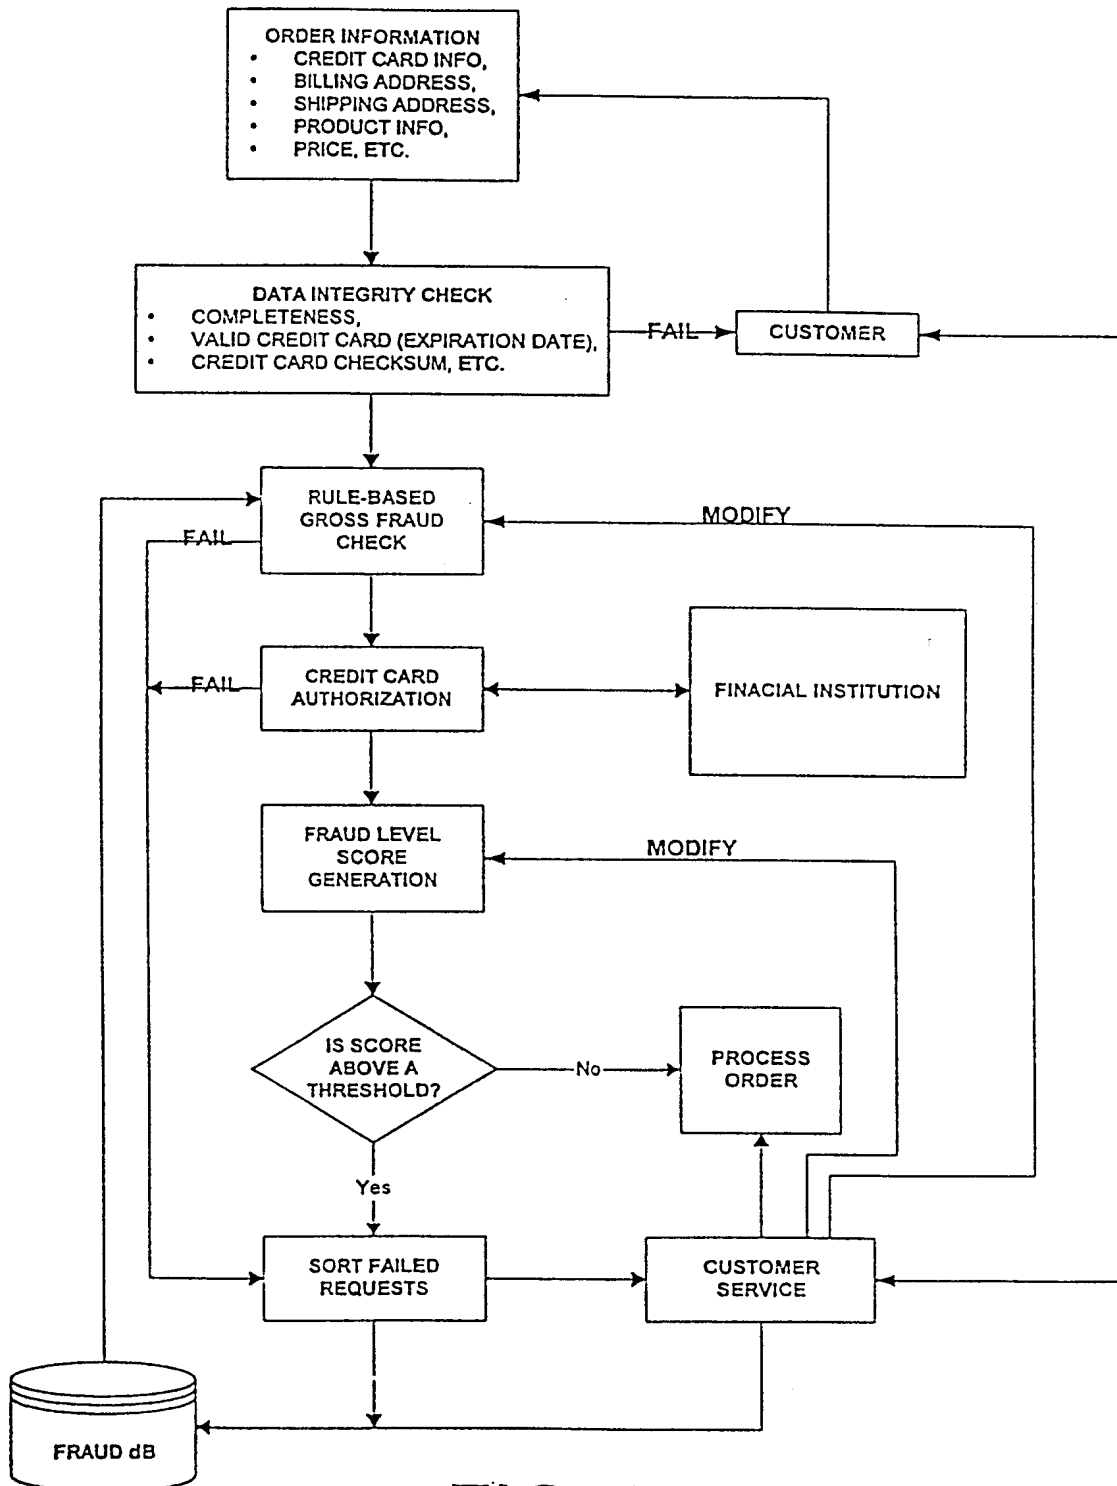 ORDER INFORMATION
• CREDIT CARD INFO,
• BILLING ADDRESS,
• SHIPPING ADDRESS,
• PRODUCT INFO,
• PRICE, ETC.
DATA INTEGRITY CHECK
• COMPLETENESS,
• VALID CREDIT CARD (EXPIRATION DATE),
• CREDIT CARD CHECKSUM, ETC.
FAIL
CUSTOMER
RULE-BASED
GROSS FRAUD
CHECK
MODIFY
FAIL
CREDIT CARD
AUTHORIZATION
FAIL
FINACIAL INSTITUTION
FRAUD LEVEL
SCORE
GENERATION
MODIFY
IS SCORE
ABOVE A
THRESHOLD?
No
PROCESS
ORDER
Yes
SORT FAILED
REQUESTS
CUSTOMER
SERVICE
FRAUD dB